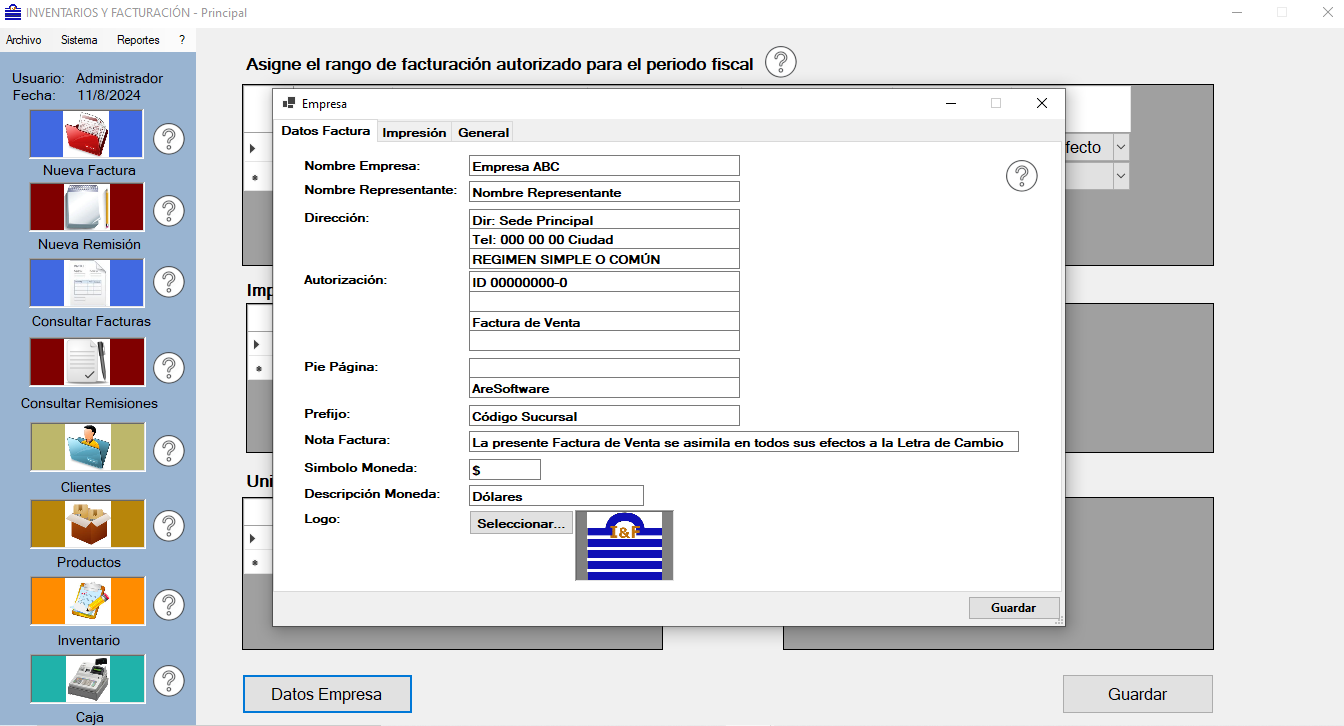 INVENTARIOS Y FACTURACIÓN - Principal
Archivo Sistema Reportes ?
Usuario: Administrador
Fecha: 11/8/2024
Nueva Factura
Nueva Remisión
Consultar Facturas
Consultar Remisiones
Clientes
Productos
Inventario
Caja
Asigne el rango de facturación autorizado para el periodo fiscal ?
fecto
Imp
Uni
Empresa
Datos Factura Impresión General
Nombre Empresa: Empresa ABC
Nombre Representante: Nombre Representante
Dirección: Dir: Sede Principal
Tel: 000 00 00 Ciudad
REGIMEN SIMPLE O COMÚN
Autorización: ID 00000000-0
Factura de Venta
Pie Página:
AreSoftware
Prefijo: Código Sucursal
Nota Factura: La presente Factura de Venta se asimila en todos sus efectos a la Letra de Cambio
Simbolo Moneda: $
Descripción Moneda: Dólares
Logo: Seleccionar...
I&F
Guardar
Datos Empresa Guardar